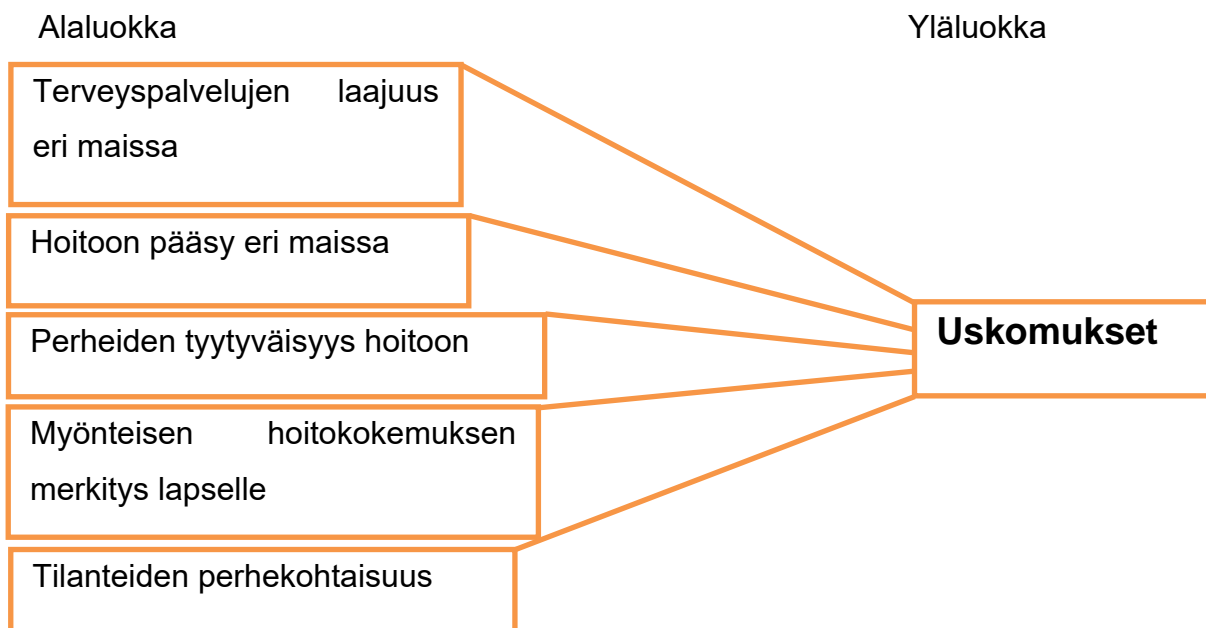 Alaluokka Yläluokka
Terveyspalvelujen laajuus
eri maissa
Hoitoon pääsy eri maissa
Perheiden tyytyväisyys hoitoon
Uskomukset
Myönteisen hoitokokemuksen
merkitys lapselle
Tilanteiden perhekohtaisuus